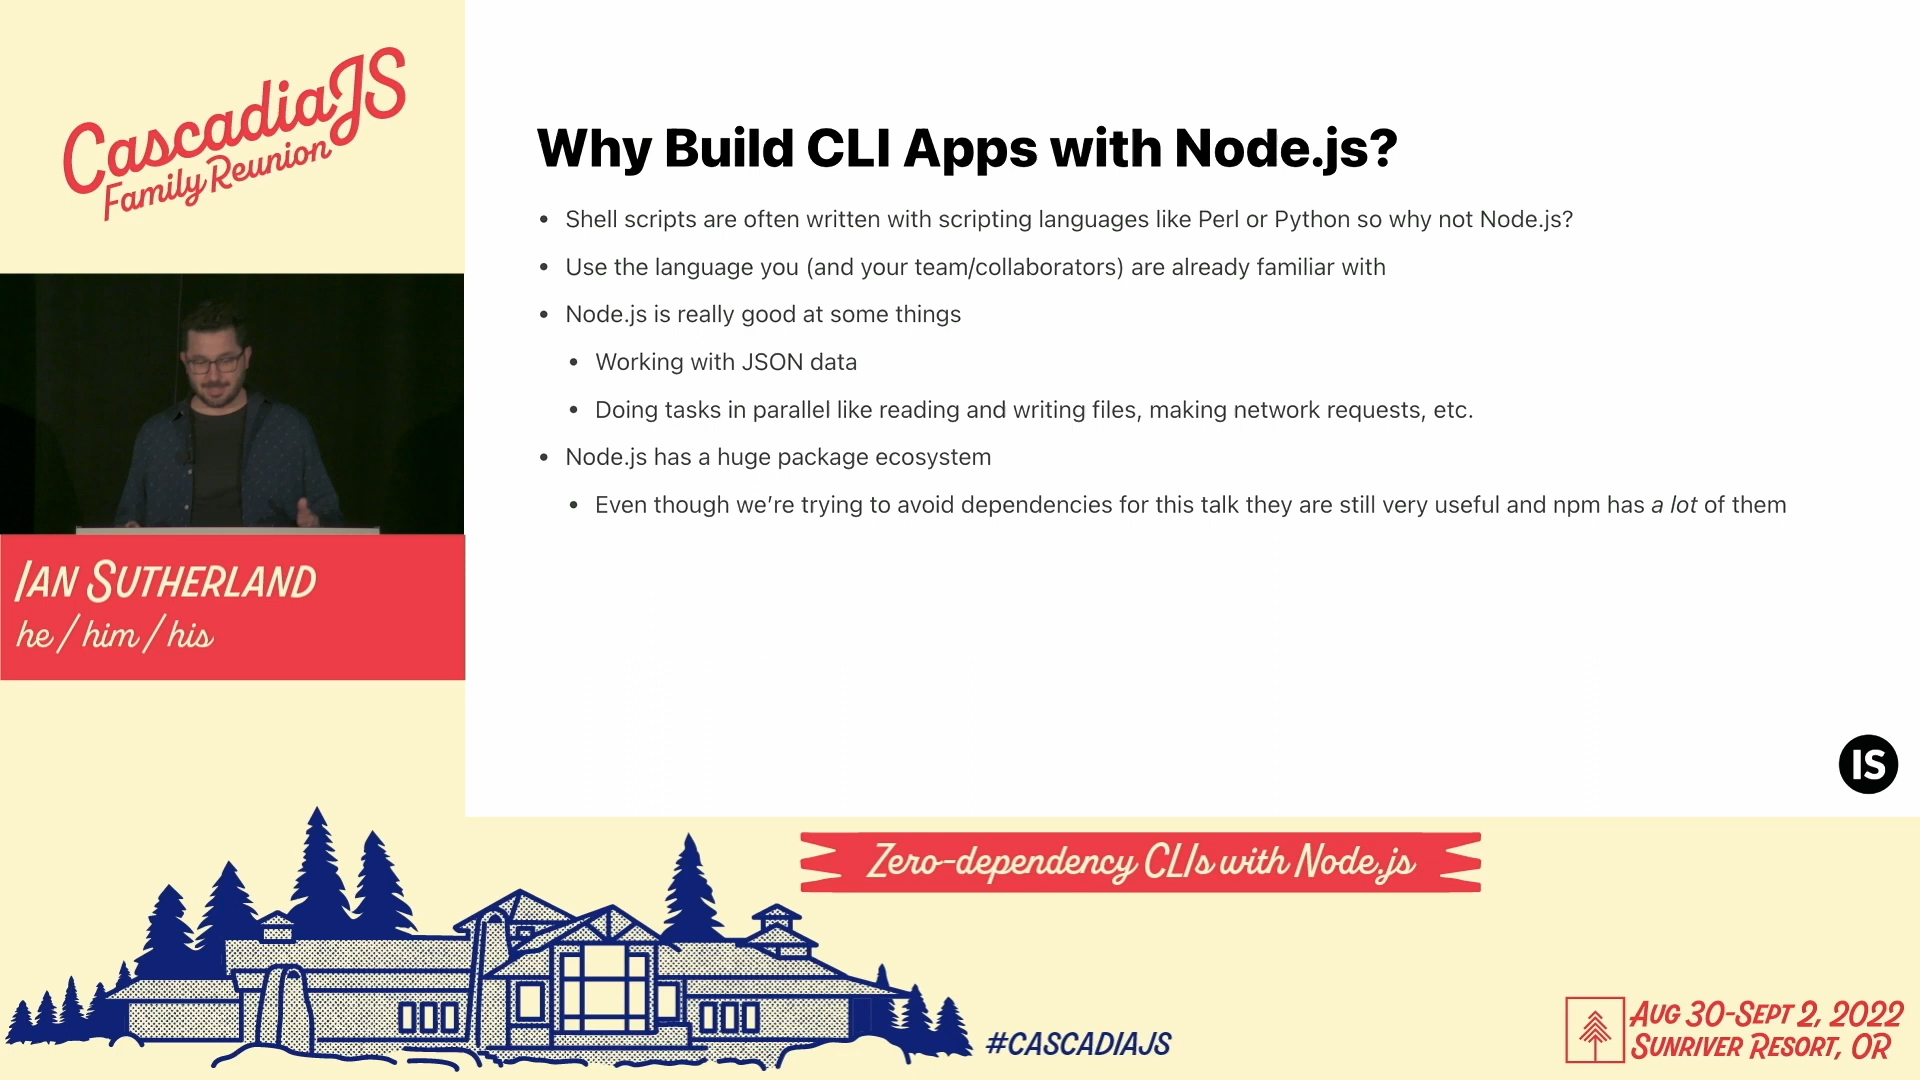 CascadiaJS
Family Reunion
Why Build CLI Apps with Node.js?
• Shell scripts are often written with scripting languages like Perl or Python so why not Node.js?
• Use the language you (and your team/collaborators) are already familiar with
• Node.js is really good at some things
• Working with JSON data
• Doing tasks in parallel like reading and writing files, making network requests, etc.
• Node.js has a huge package ecosystem
• Even though we’re trying to avoid dependencies for this talk they are still very useful and npm has a lot of them
IAN SUTHERLAND
he / him / his
IS
Zero-dependency CLIs with Node.js
#CASCADIAJS
AUG 30-SEPT 2, 2022
SUNRIVER RESORT, OR